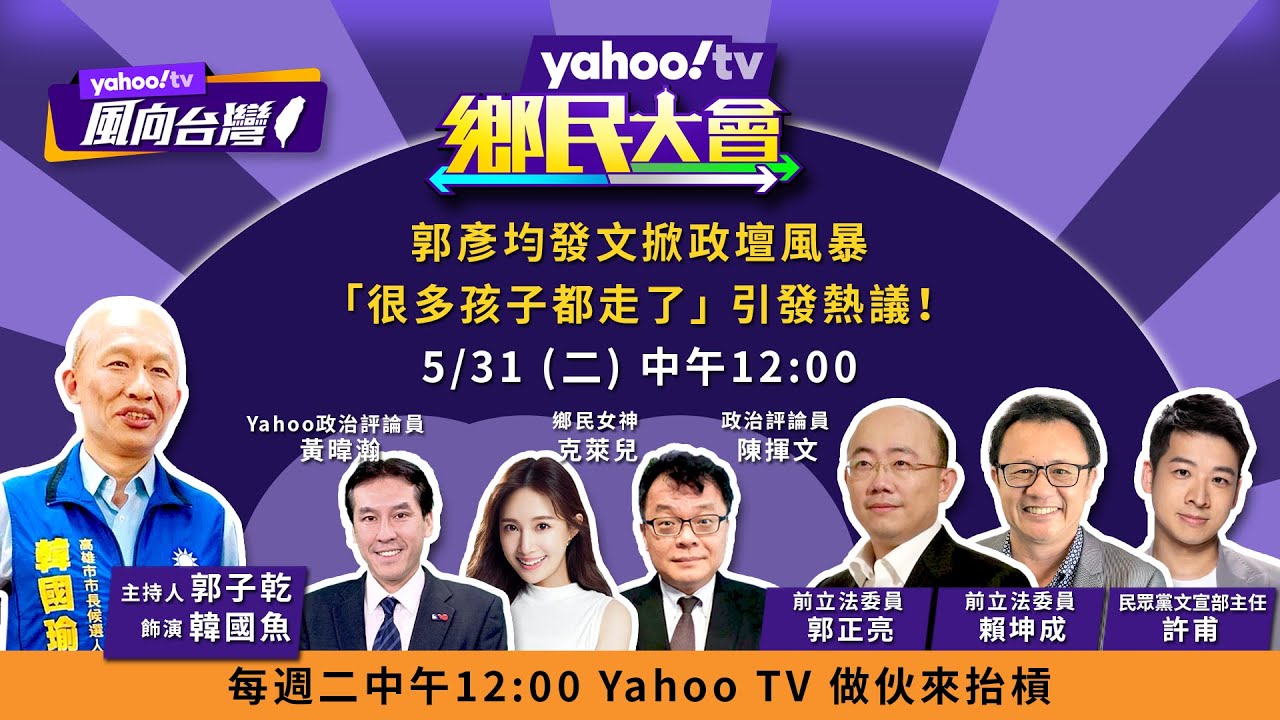 yahoo!tv
風向台灣
yahoo!tv
鄉民大會
郭彥均發文掀政壇風暴
「很多孩子都走了」引發熱議!
5/31 (二) 中午12:00
Yahoo政治評論員
黃暐瀚
鄉民女神
克萊兒
政治評論員
陳揮文
高雄市市長候選人
韓國瑜
主持人 郭子乾
飾演 韓國魚
前立法委員
郭正亮
前立法委員
賴坤成
民眾黨文宣部主任
許甫
每週二中午12:00 Yahoo TV 做伙來抬槓